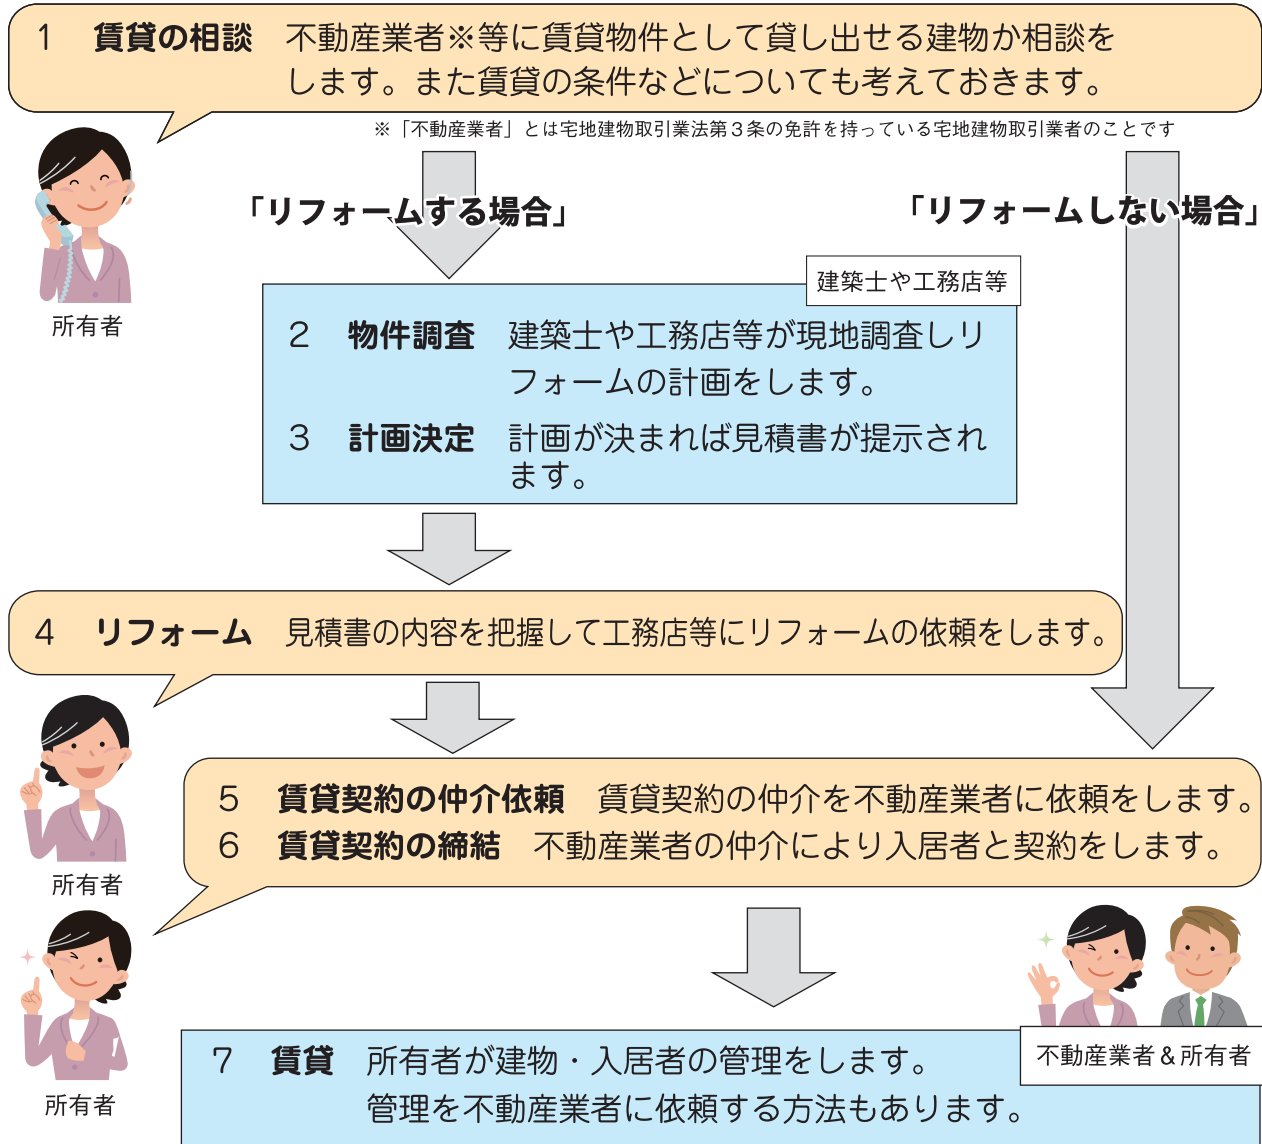 1 賃貸の相談 不動産業者※等に賃貸物件として貸し出せる建物か相談を
します。また賃貸の条件などについても考えておきます。
※「不動産業者」とは宅地建物取引業法第3条の免許を持っている宅地建物取引業者のことです
所有者
「リフォームする場合」
「リフォームしない場合」
建築士や工務店等
2 物件調査 建築士や工務店等が現地調査しリ
フォームの計画をします。
3 計画決定 計画が決まれば見積書が提示され
ます。
4 リフォーム 見積書の内容を把握して工務店等にリフォームの依頼をします。
所有者
5 賃貸契約の仲介依頼 賃貸契約の仲介を不動産業者に依頼をします。
6 賃貸契約の締結 不動産業者の仲介により入居者と契約をします。
所有者
不動産業者&所有者
7 賃貸 所有者が建物・入居者の管理をします。
管理を不動産業者に依頼する方法もあります。